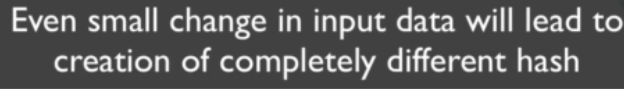 Even small change in input data will lead to
creation of completely different hash